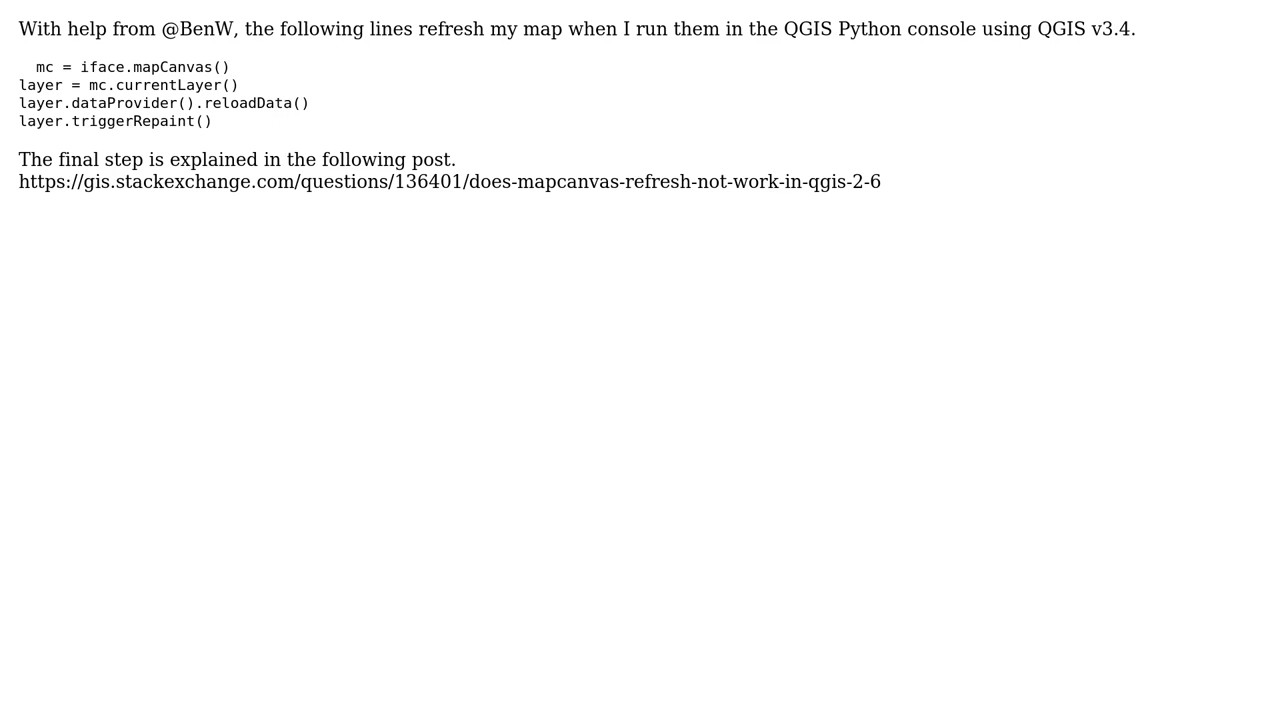 With help from @BenW, the following lines refresh my map when I run them in the QGIS Python console using QGIS v3.4.
  mc = iface.mapCanvas()
layer = mc.currentLayer()
layer.dataProvider().reloadData()
layer.triggerRepaint()
The final step is explained in the following post.
https://gis.stackexchange.com/questions/136401/does-mapcanvas-refresh-not-work-in-qgis-2-6